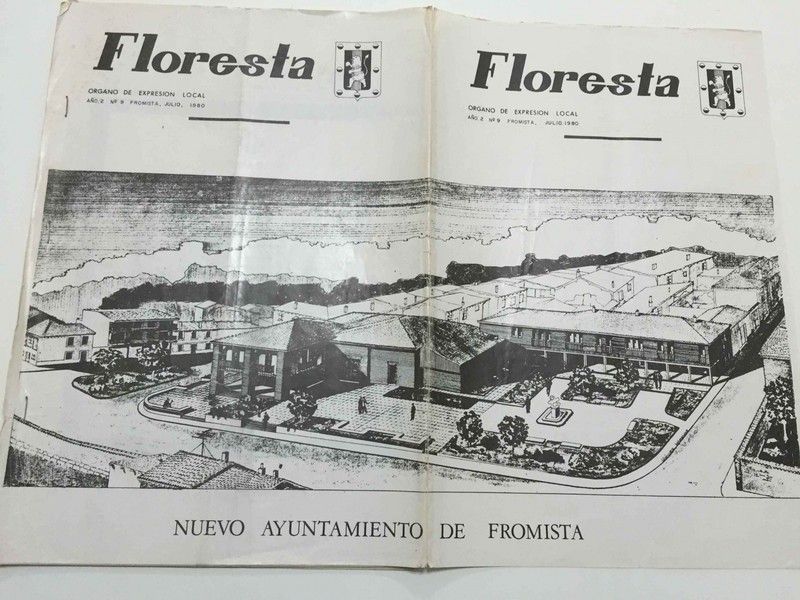 Floresta
ORGANO DE EXPRESION LOCAL
AÑO, 2 Nº 9 FROMISTA, JULIO, 1980
Floresta
ORGANO DE EXPRESION LOCAL
AÑO, 2 Nº 9 FROMISTA, JULIO, 1980
NUEVO AYUNTAMIENTO DE FROMISTA